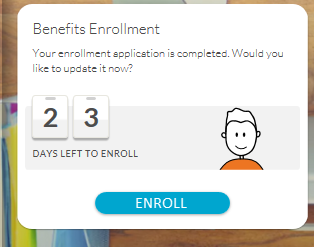 Benefits Enrollment
Your enrollment application is completed. Would you
like to update it now?
2 3
DAYS LEFT TO ENROLL
ENROLL